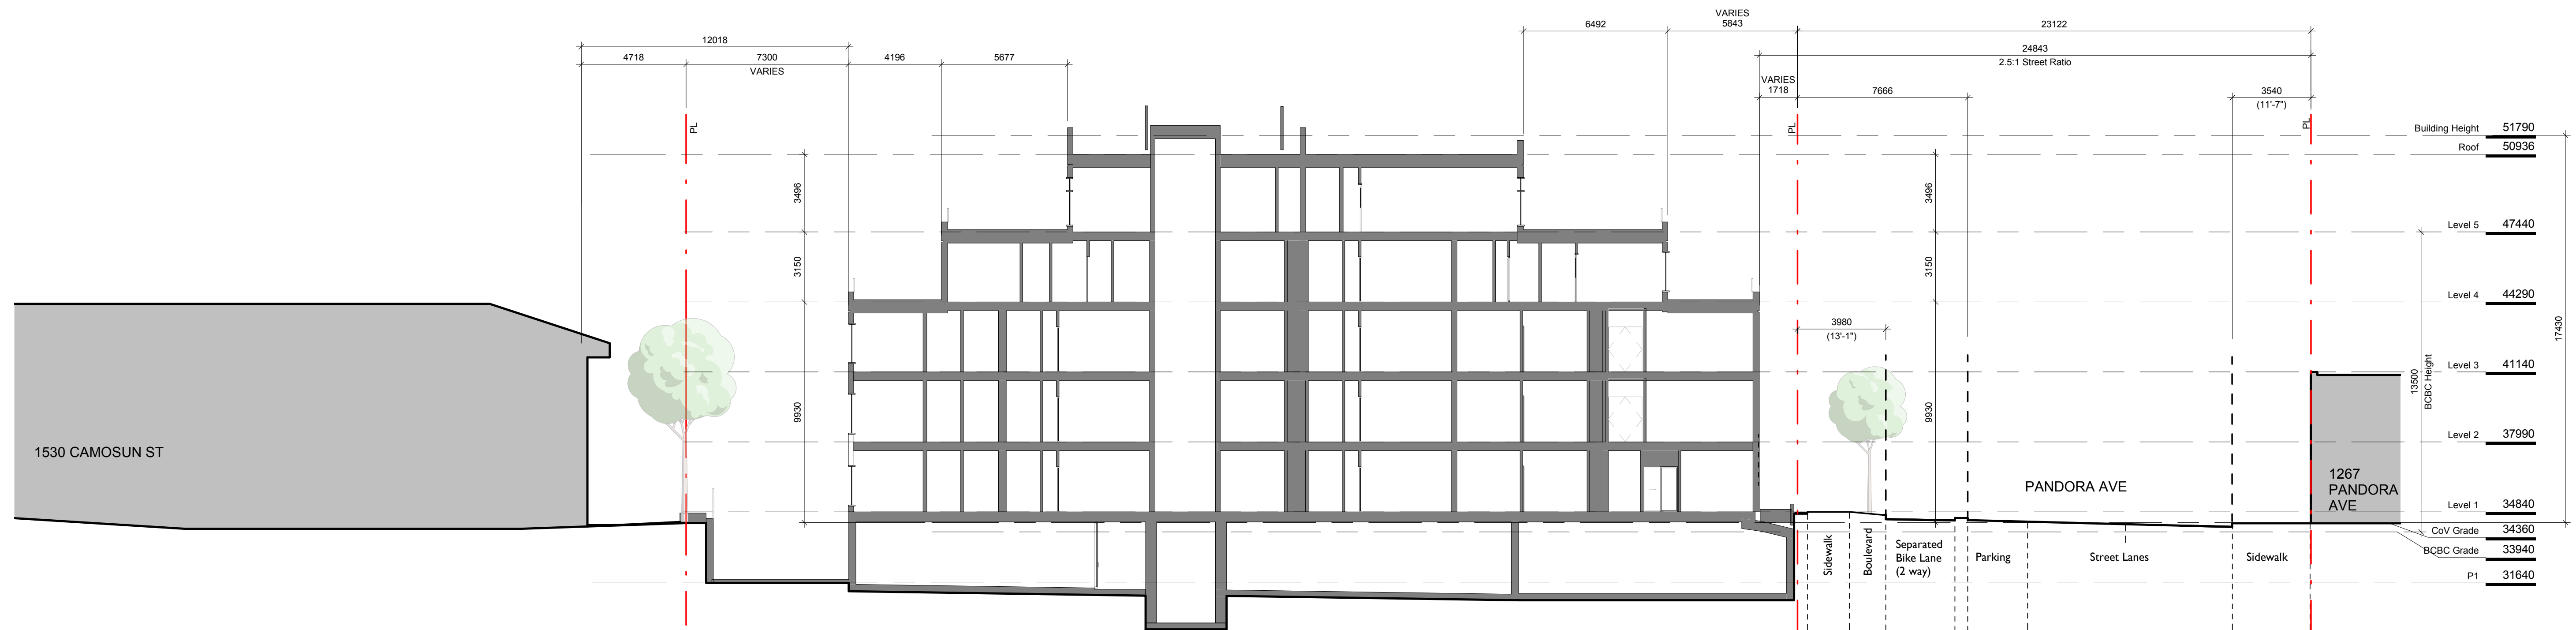 VARIES
6492
5843
23122
12018
24843
4718
7300
4196
5677
2.5:1 Street Ratio
VARIES
VARIES
1718
7666
3540
(11'-7")
PL
PL
PL
Building Height 51790
Roof 50936
3496
3496
Level 5 47440
3150
3150
Level 4 44290
3980
(13'-1")
17430
Level 3 41140
13500
BCBC Height
9930
9930
Level 2 37990
1530 CAMOSUN ST
1267
PANDORA
AVE
PANDORA AVE
Level 1 34840
CoV Grade 34360
BCBC Grade 33940
Sidewalk
Boulevard
Separated
Bike Lane
(2 way)
Parking
Street Lanes
Sidewalk
P1 31640